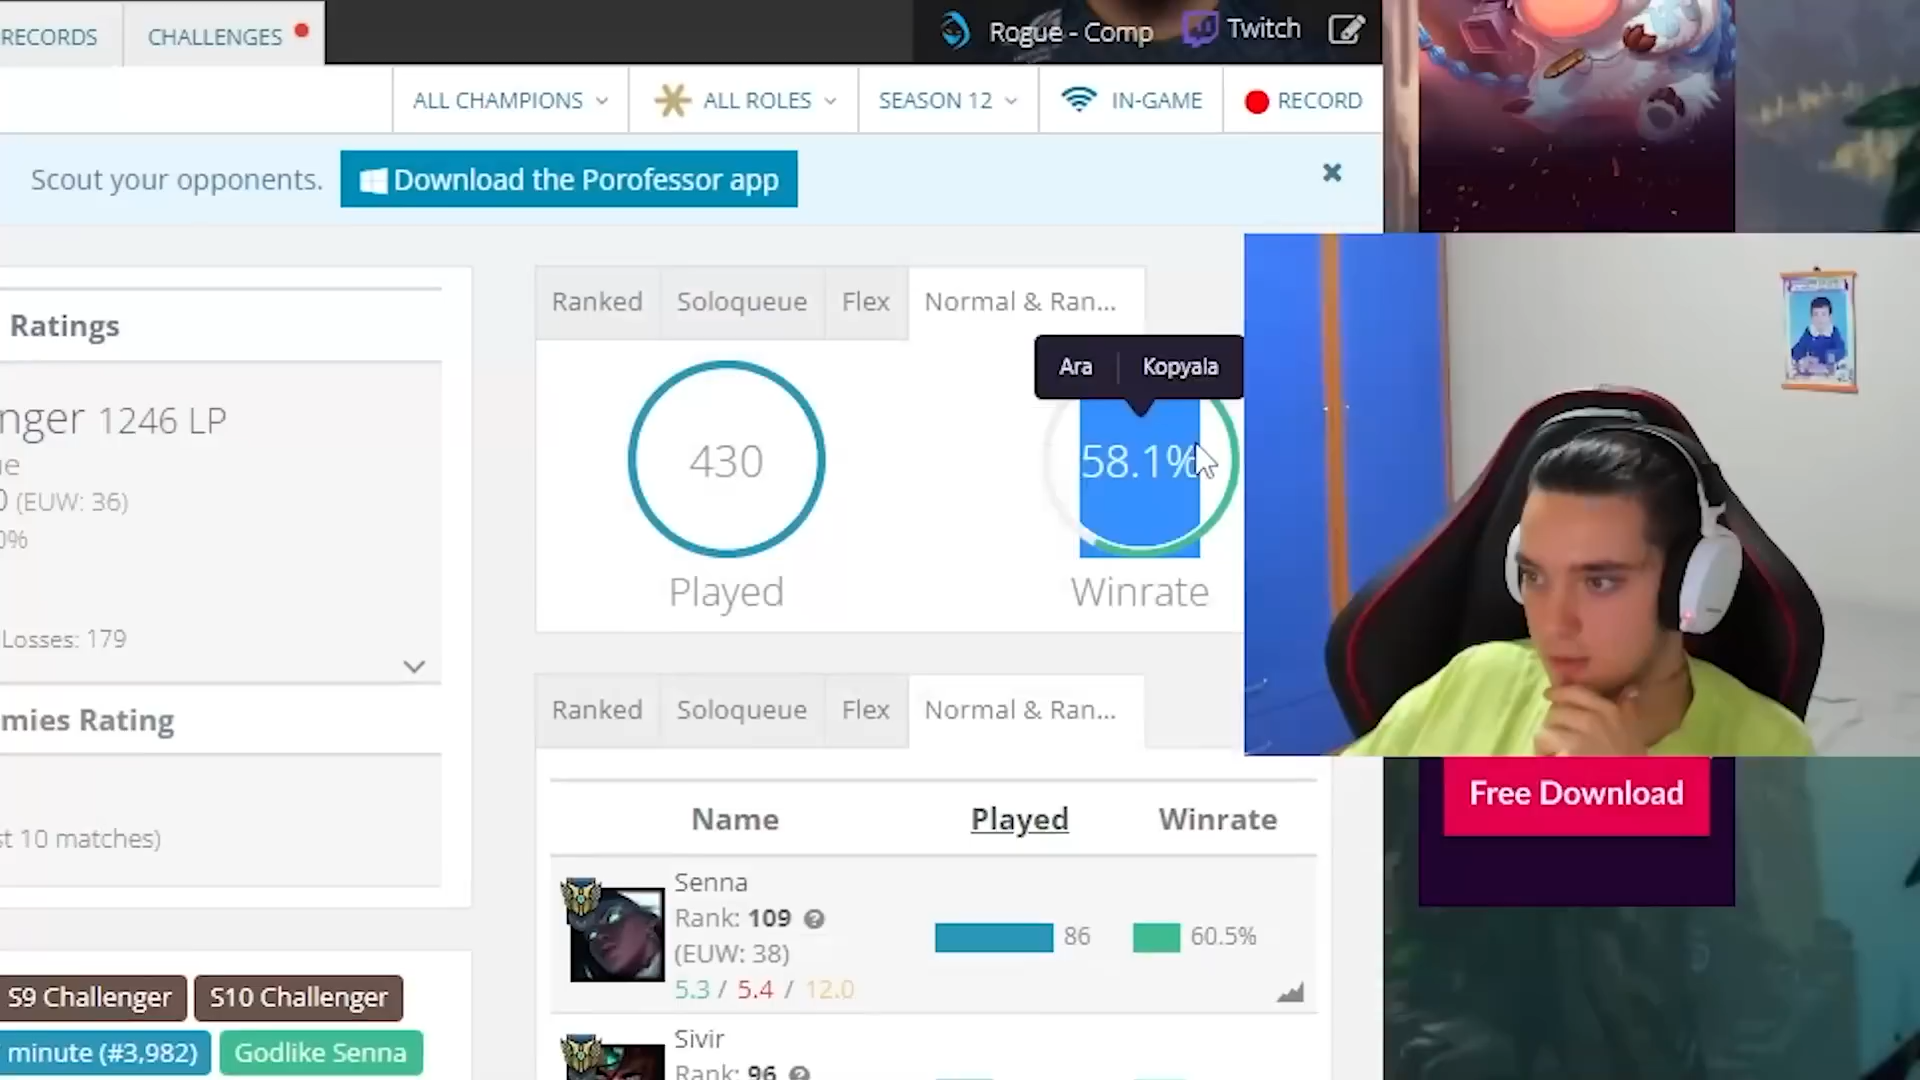 RECORDS
CHALLENGES
Rogue - Comp
Twitch
ALL CHAMPIONS
ALL ROLES
SEASON 12
IN-GAME
RECORD
Scout your opponents.
Download the Porofessor app
Ratings
nger 1246 LP
(EUW: 36)
0%
Losses: 179
mies Rating
st 10 matches)
S9 Challenger
S10 Challenger
minute (#3,982)
Godlike Senna
Ranked
Soloqueue
Flex
Normal & Ran...
Ara
Kopyala
430
58.1%
Played
Winrate
Ranked
Soloqueue
Flex
Normal & Ran...
Name
Played
Winrate
Senna
Rank: 109
(EUW: 38)
5.3 / 5.4 / 12.0
86
60.5%
Sivir
Rank: 96
Free Download